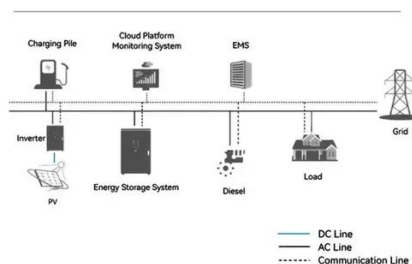 Charging Pile
Cloud Platform
Monitoring System
EMS
Grid
Inverter
PV
Energy Storage System
Diesel
Load
DC Line
AC Line
Communication Line